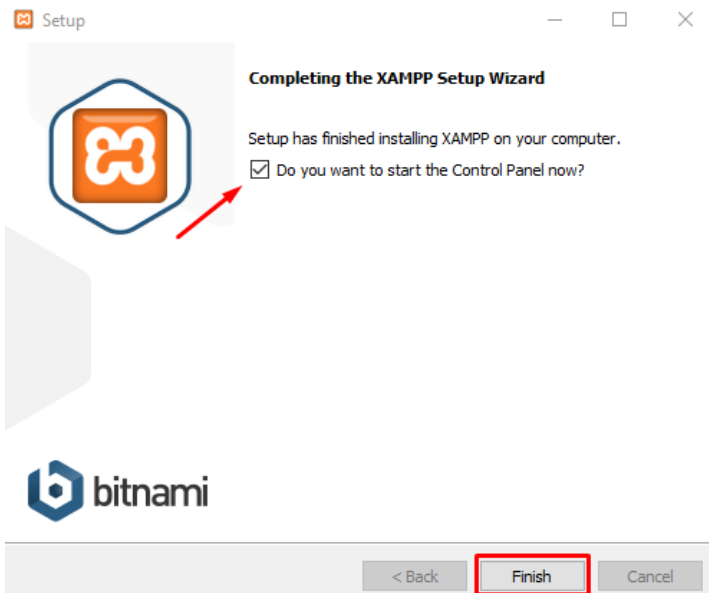 Setup
Completing the XAMPP Setup Wizard
Setup has finished installing XAMPP on your computer.
Do you want to start the Control Panel now?
bitnami
< Back
Finish
Cancel